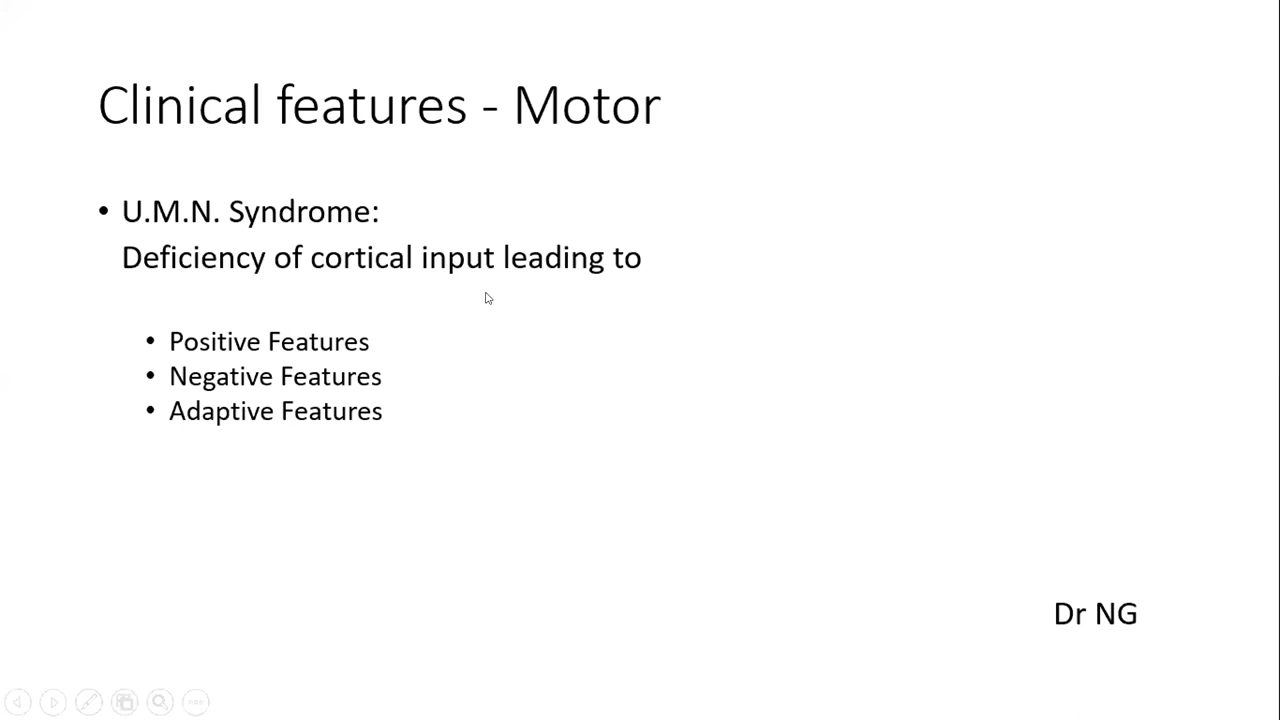 Clinical features - Motor
• U.M.N. Syndrome:
Deficiency of cortical input leading to
• Positive Features
• Negative Features
• Adaptive Features
Dr NG